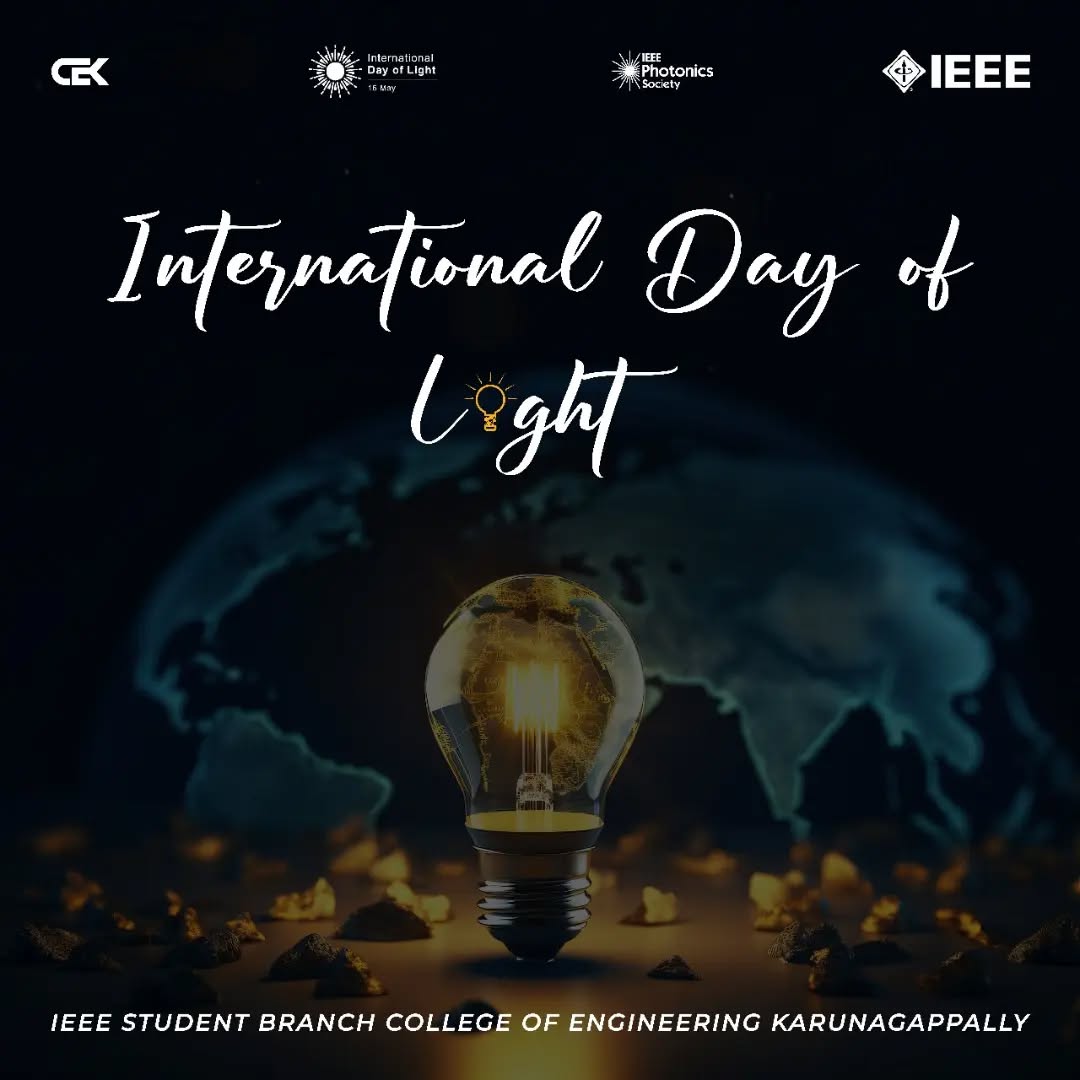 CEK
International
Day of Light
16 May
IEEE
Photonics
Society
IEEE
International Day of
Light
IEEE STUDENT BRANCH COLLEGE OF ENGINEERING KARUNAGAPPALLY